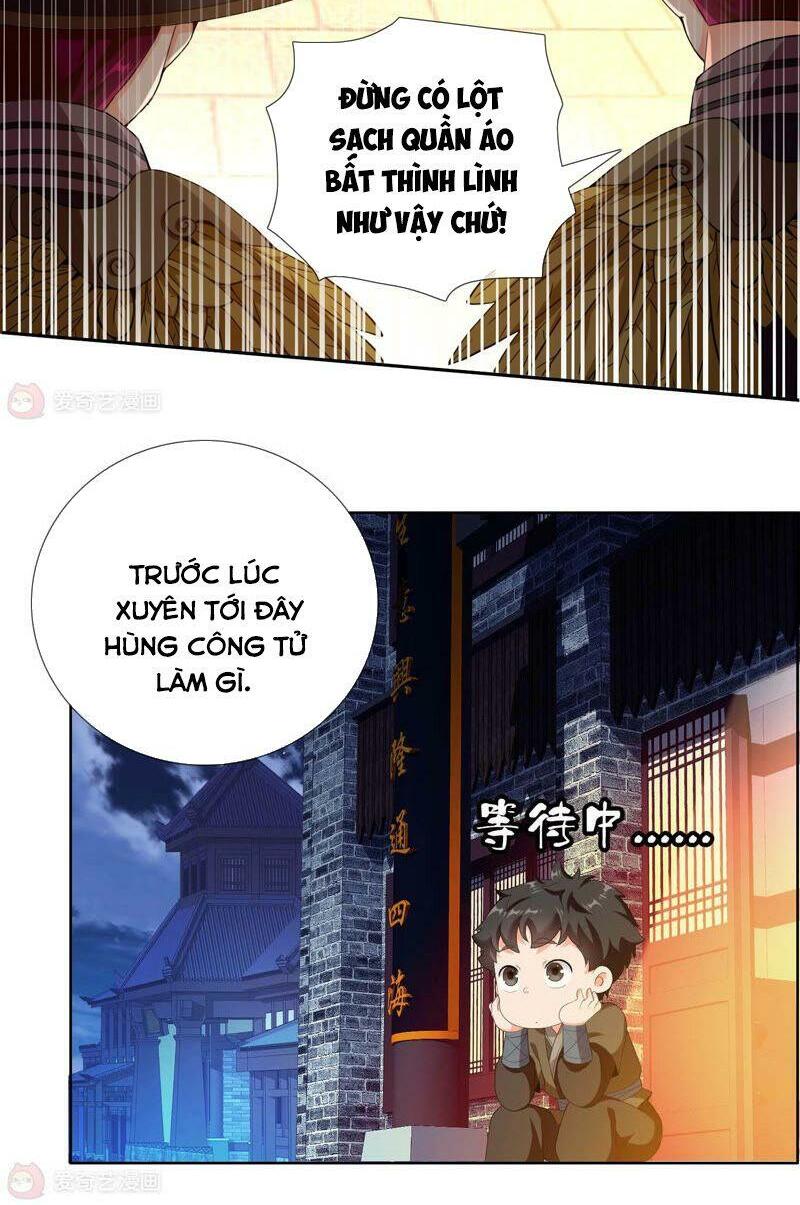 ĐỪNG CÓ LỘT
SẠCH QUẦN ÁO
BẤT THÌNH LÌNH
NHƯ VẬY CHỨ!
爱奇艺漫画
TRƯỚC LÚC
XUYÊN TỚI ĐÂY
HÙNG CÔNG TỬ
LÀM GÌ.
興隆通四海
等待中......
爱奇艺漫画